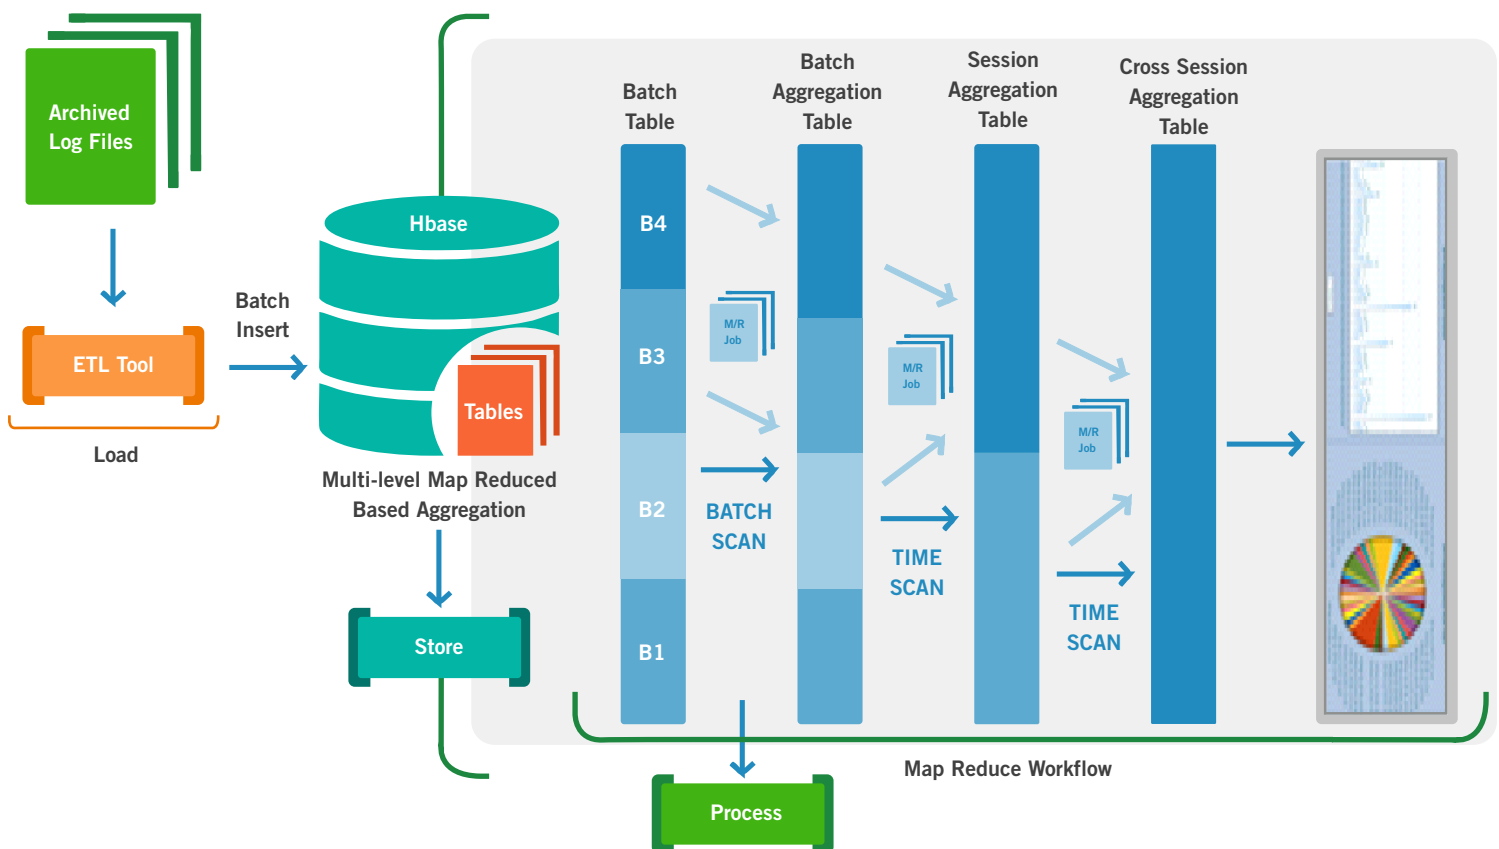 Archived
Log Files
ETL Tool
Load
Batch
Insert
Hbase
Tables
Multi-level Map Reduced
Based Aggregation
Store
Batch
Table
B4
B3
B2
B1
M/R
Job
BATCH
SCAN
Batch
Aggregation
Table
M/R
Job
TIME
SCAN
Session
Aggregation
Table
M/R
Job
TIME
SCAN
Cross Session
Aggregation
Table
Map Reduce Workflow
Process